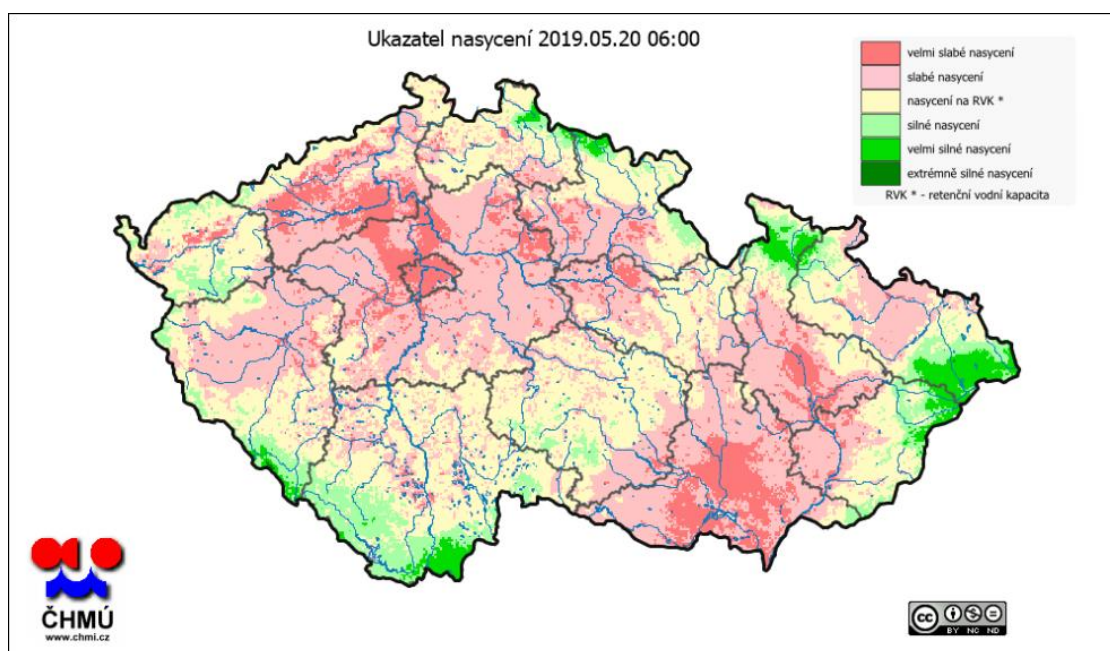 Ukazatel nasycení 2019.05.20 06:00
velmi slabé nasycení
slabé nasycení
nasycení na RVK *
silné nasycení
velmi silné nasycení
extrémně silné nasycení
RVK * - retenční vodní kapacita
ČHMÚ
www.chmi.cz
cc
BY NC ND